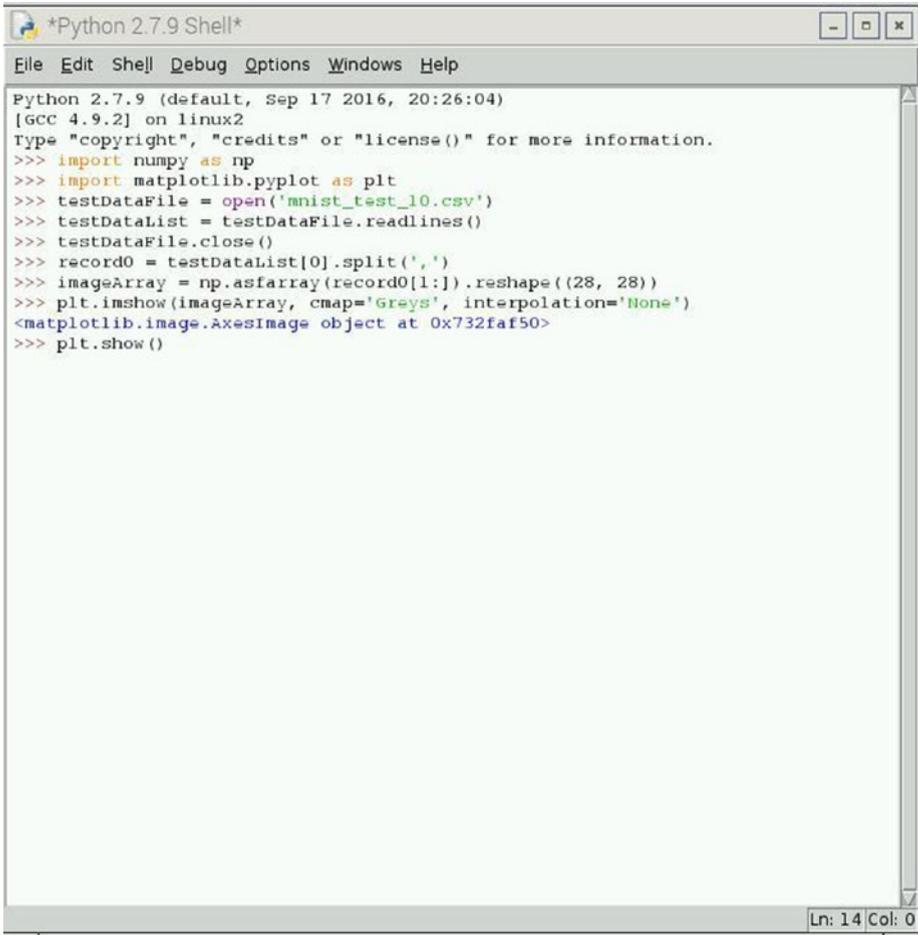 *Python 2.7.9 Shell*
File Edit Shell Debug Options Windows Help
Python 2.7.9 (default, Sep 17 2016, 20:26:04)
[GCC 4.9.2] on linux2
Type "copyright", "credits" or "license()" for more information.
>>> import numpy as np
>>> import matplotlib.pyplot as plt
>>> testDataFile = open('mnist_test_10.csv')
>>> testDataList = testDataFile.readlines()
>>> testDataFile.close()
>>> record0 = testDataList[0].split(',')
>>> imageArray = np.asfarray(record0[1:]).reshape((28, 28))
>>> plt.imshow(imageArray, cmap='Greys', interpolation='None')
<matplotlib.image.AxesImage object at 0x732faf50>
>>> plt.show()
Ln: 14 Col: 0